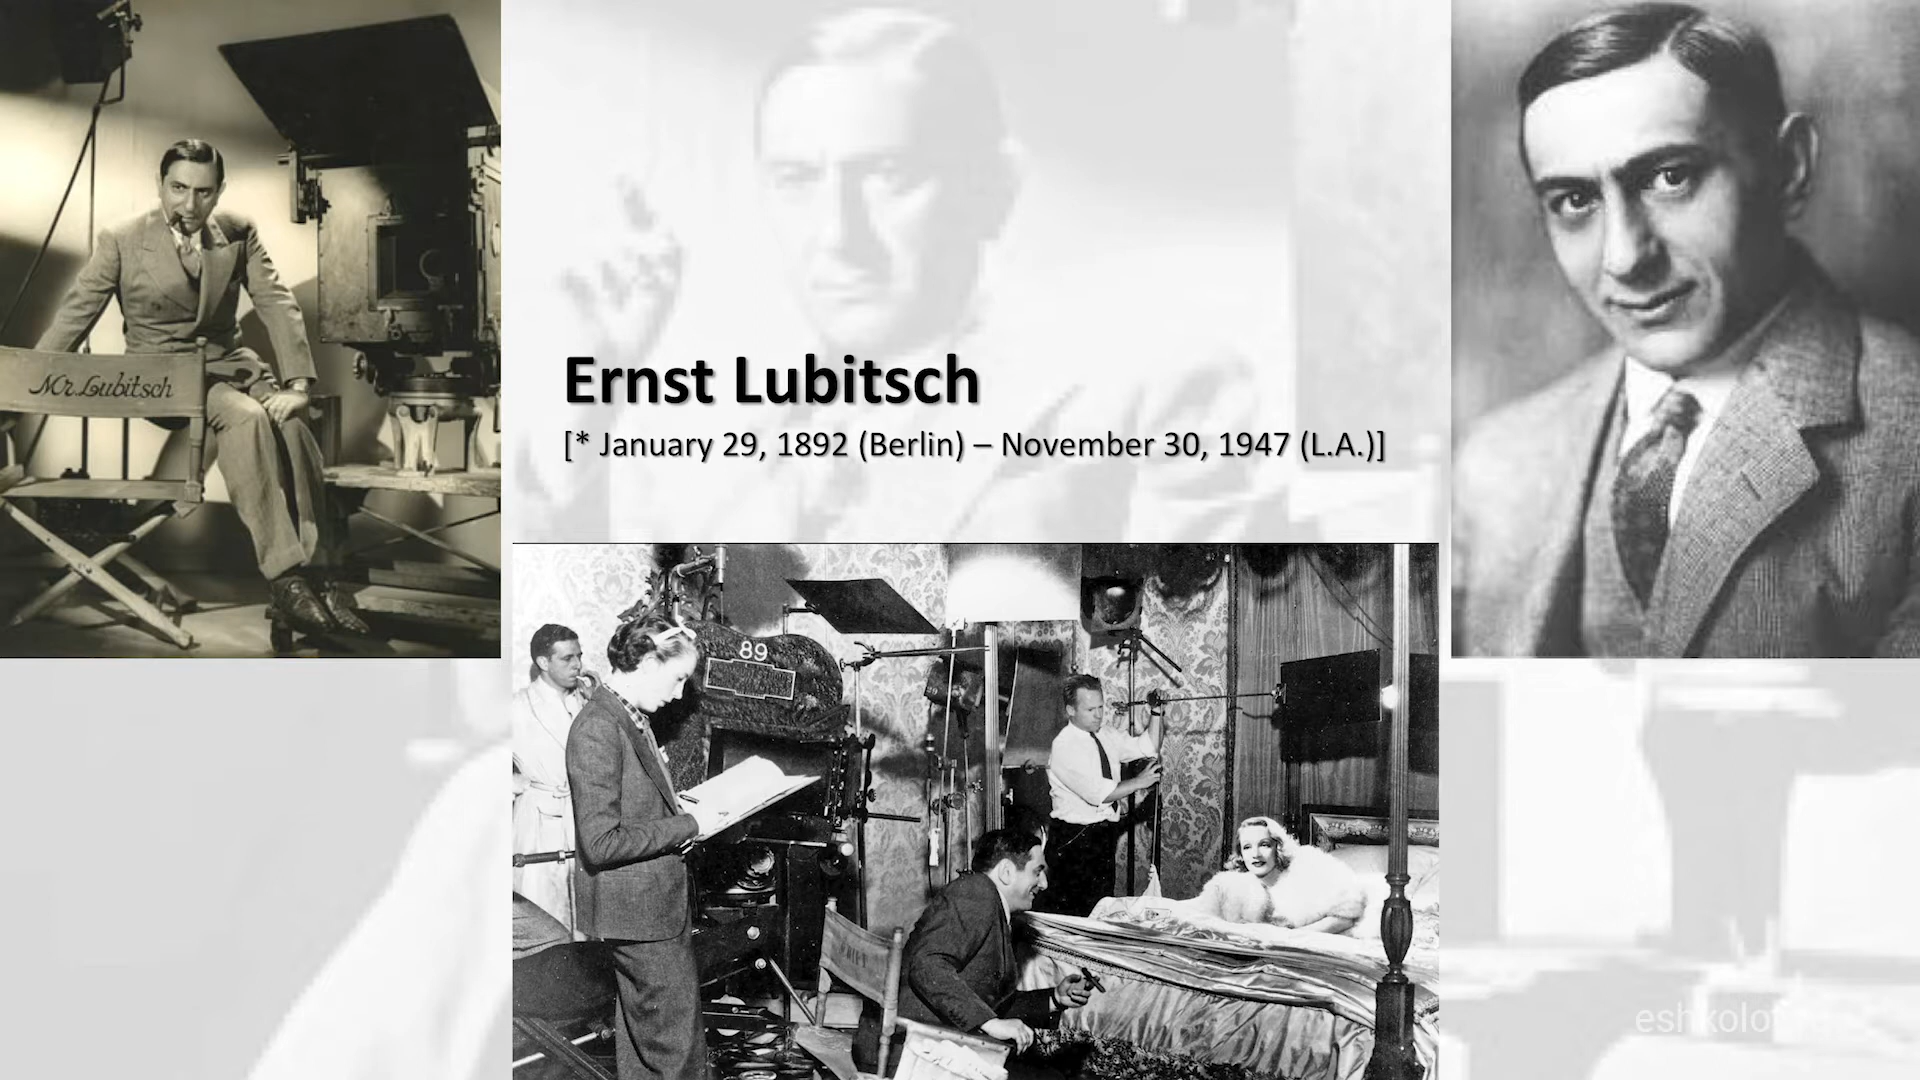 Mr. Lubitsch
Ernst Lubitsch
[* January 29, 1892 (Berlin) – November 30, 1947 (L.A.)]
89